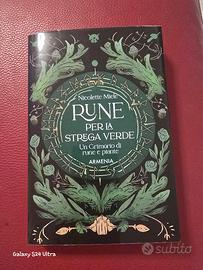 Nicolette Miele
RUNE
PER LA
STREGA VERDE
Un Grimorio di
rune e piante
ARMENIA
Galaxy S24 Ultra
subito